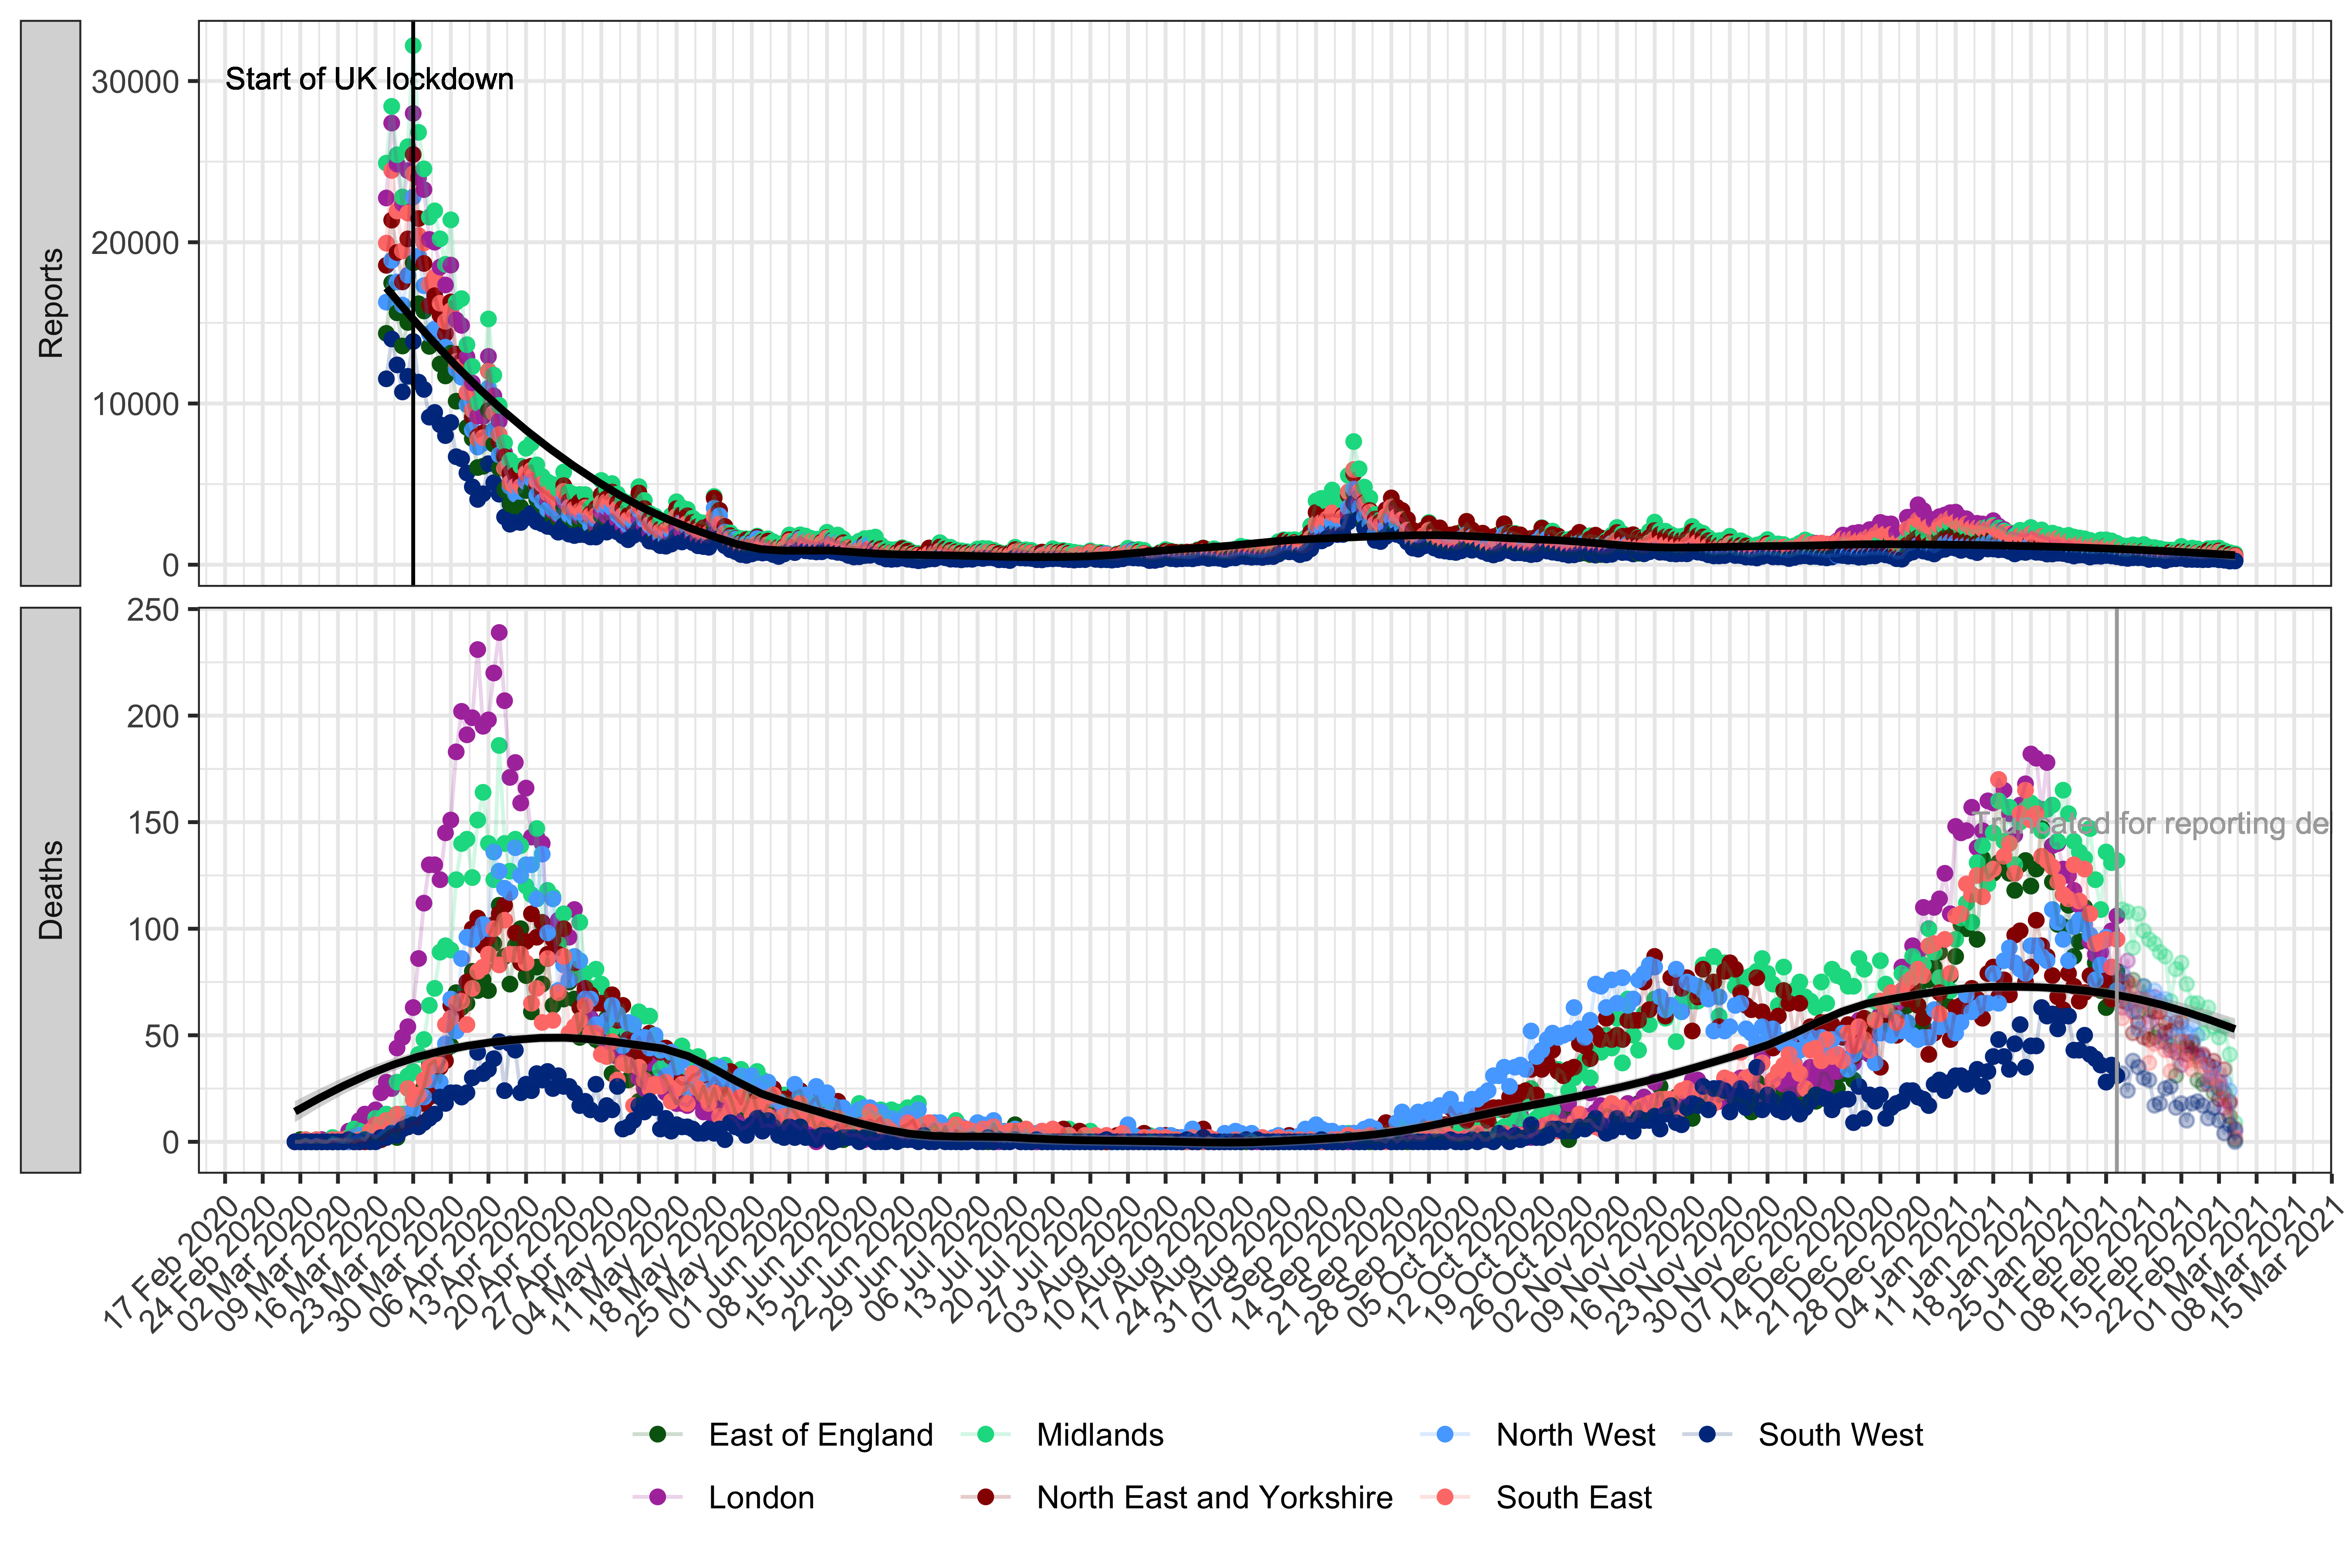 Reports
30000
20000
10000
0
Start of UK lockdown
Deaths
250
200
150
100
50
0
Truncated for reporting de
17 Feb 2020
24 Feb 2020
02 Mar 2020
09 Mar 2020
16 Mar 2020
23 Mar 2020
30 Mar 2020
06 Apr 2020
13 Apr 2020
20 Apr 2020
27 Apr 2020
04 May 2020
11 May 2020
18 May 2020
25 May 2020
01 Jun 2020
08 Jun 2020
15 Jun 2020
22 Jun 2020
29 Jun 2020
06 Jul 2020
13 Jul 2020
20 Jul 2020
27 Jul 2020
03 Aug 2020
10 Aug 2020
17 Aug 2020
24 Aug 2020
31 Aug 2020
07 Sep 2020
14 Sep 2020
21 Sep 2020
28 Sep 2020
05 Oct 2020
12 Oct 2020
19 Oct 2020
26 Oct 2020
02 Nov 2020
09 Nov 2020
16 Nov 2020
23 Nov 2020
30 Nov 2020
07 Dec 2020
14 Dec 2020
21 Dec 2020
28 Dec 2020
04 Jan 2021
11 Jan 2021
18 Jan 2021
25 Jan 2021
01 Feb 2021
08 Feb 2021
15 Feb 2021
22 Feb 2021
01 Mar 2021
08 Mar 2021
15 Mar 2021
East of England
Midlands
North West
South West
London
North East and Yorkshire
South East